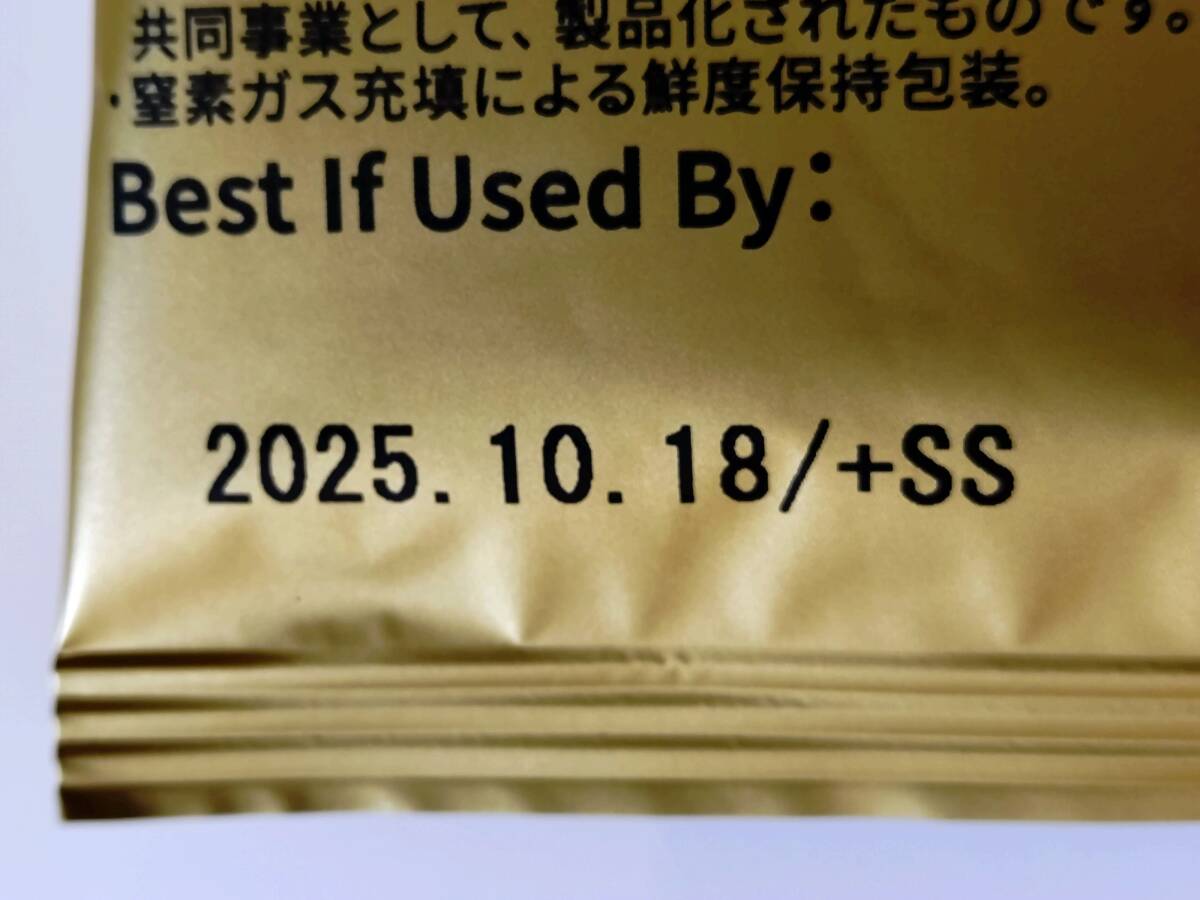 共同事業として、製品化されたものです。
・窒素ガス充填による鮮度保持包装。
Best If Used By:
2025.10.18/+SS